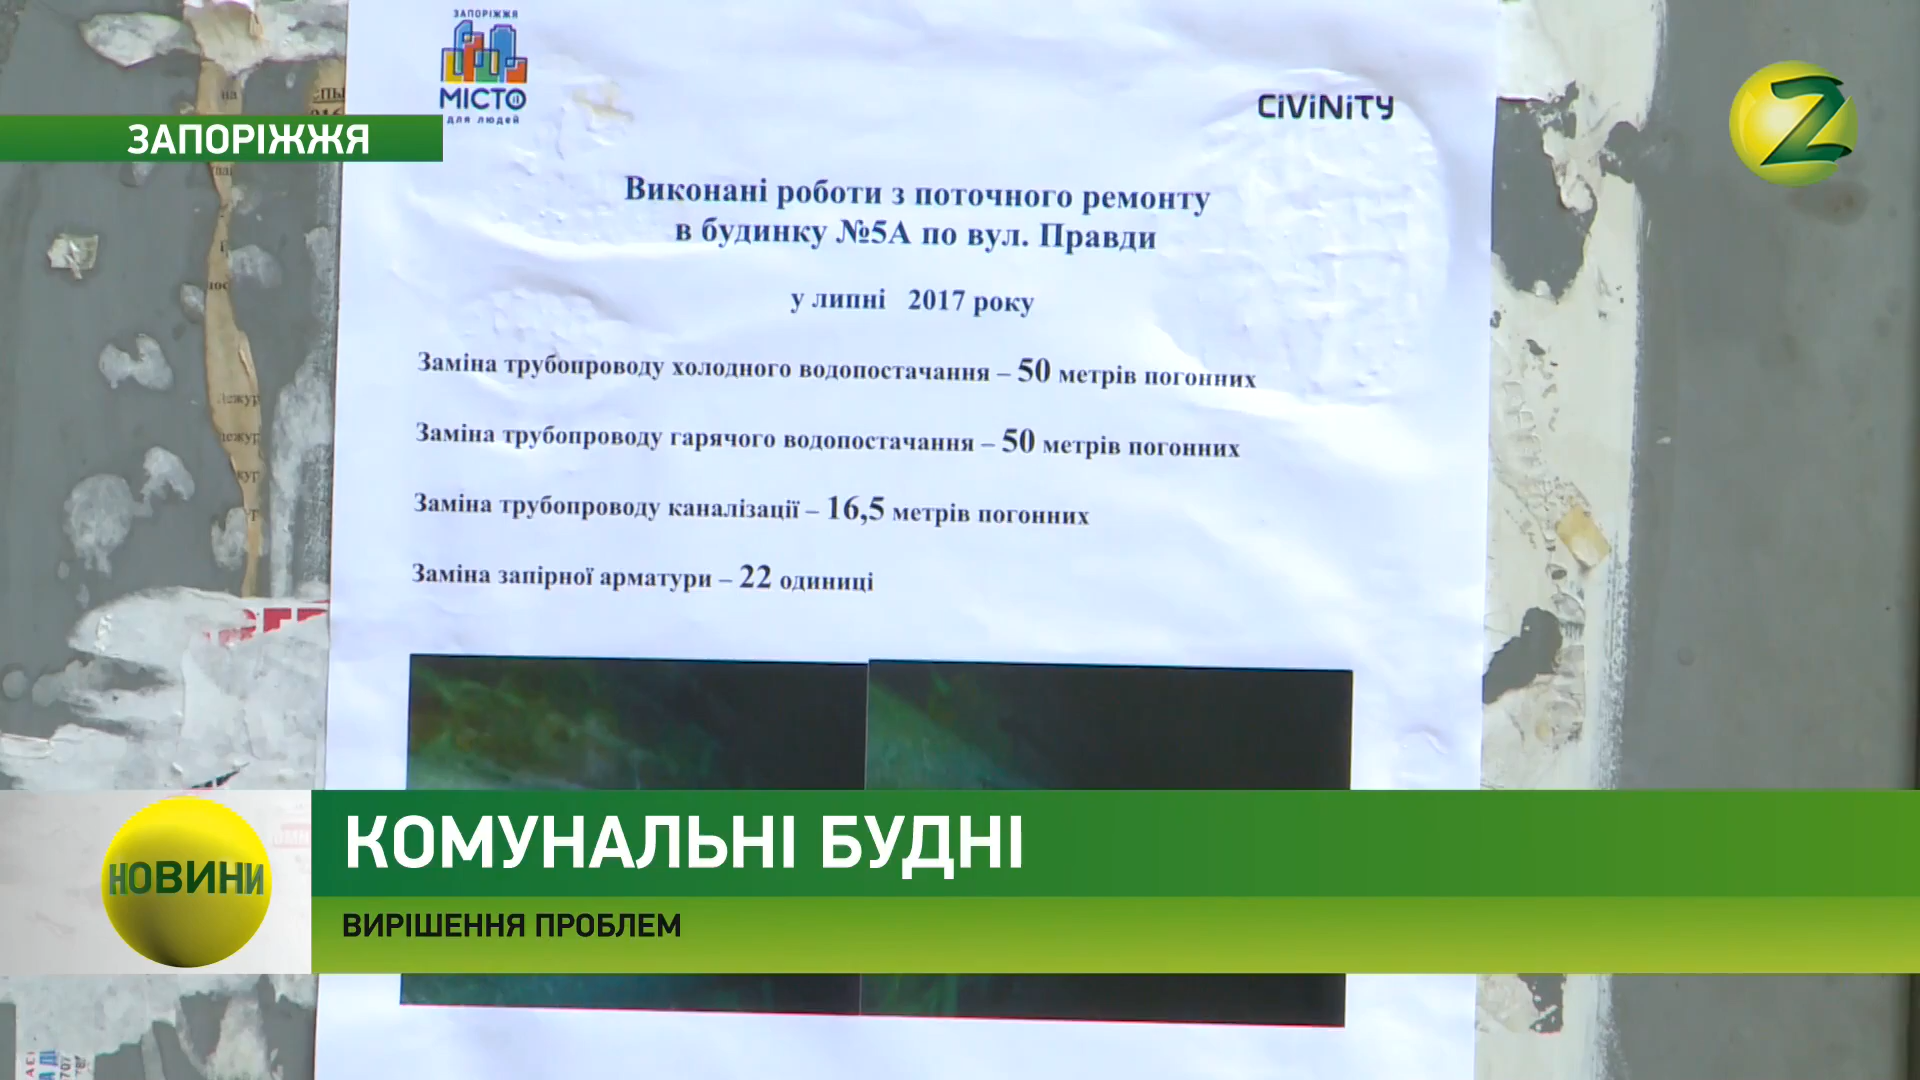 ЗАПОРІЖЖЯ
МІСТО
для людей
CiViNiTY
ЗАПОРІЖЖЯ
Z
Виконані роботи з поточного ремонту
в будинку №5А по вул. Правди
у липні 2017 року
Заміна трубопроводу холодного водопостачання – 50 метрів погонних
Заміна трубопроводу гарячого водопостачання – 50 метрів погонних
Заміна трубопроводу каналізації – 16,5 метрів погонних
Заміна запірної арматури – 22 одиниці
НОВИНИ
КОМУНАЛЬНІ БУДНІ
ВИРІШЕННЯ ПРОБЛЕМ